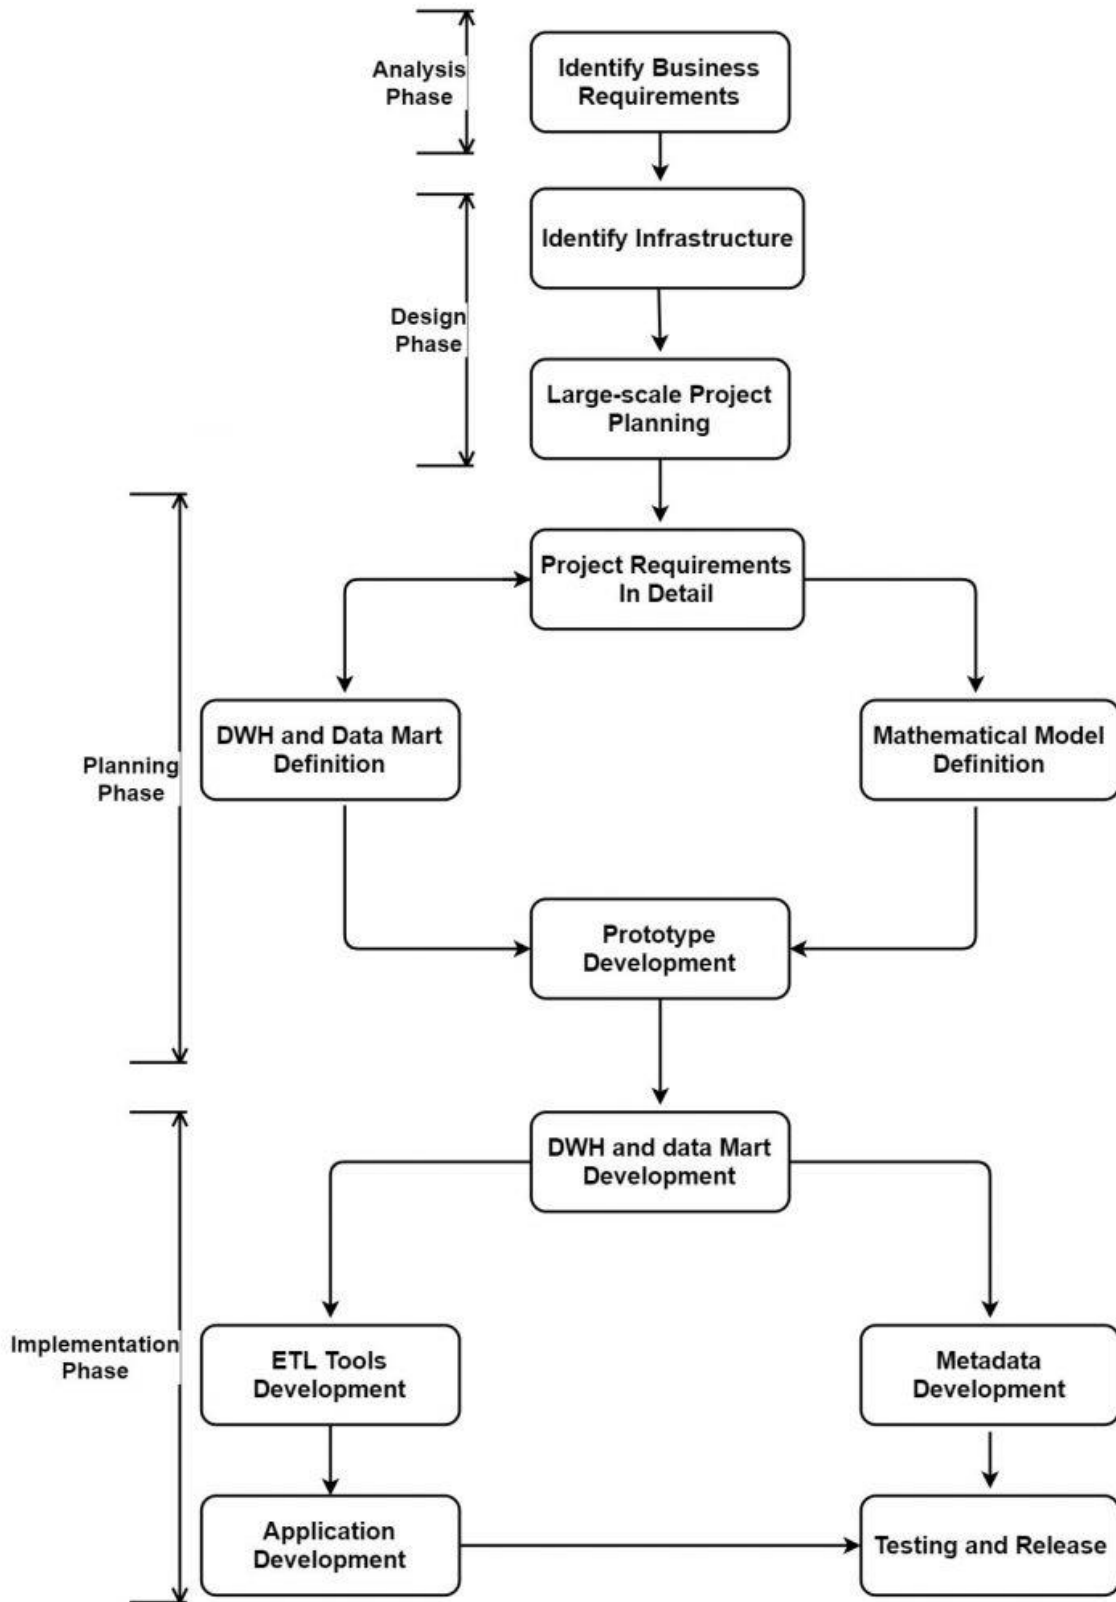 Analysis
Phase
Identify Business
Requirements
Identify Infrastructure
Design
Phase
Large-scale Project
Planning
Project Requirements
In Detail
DWH and Data Mart
Definition
Mathematical Model
Definition
Planning
Phase
Prototype
Development
DWH and data Mart
Development
Implementation
Phase
ETL Tools
Development
Metadata
Development
Application
Development
Testing and Release